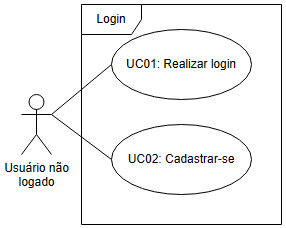 Login
UC01: Realizar login
UC02: Cadastrar-se
Usuário não
logado